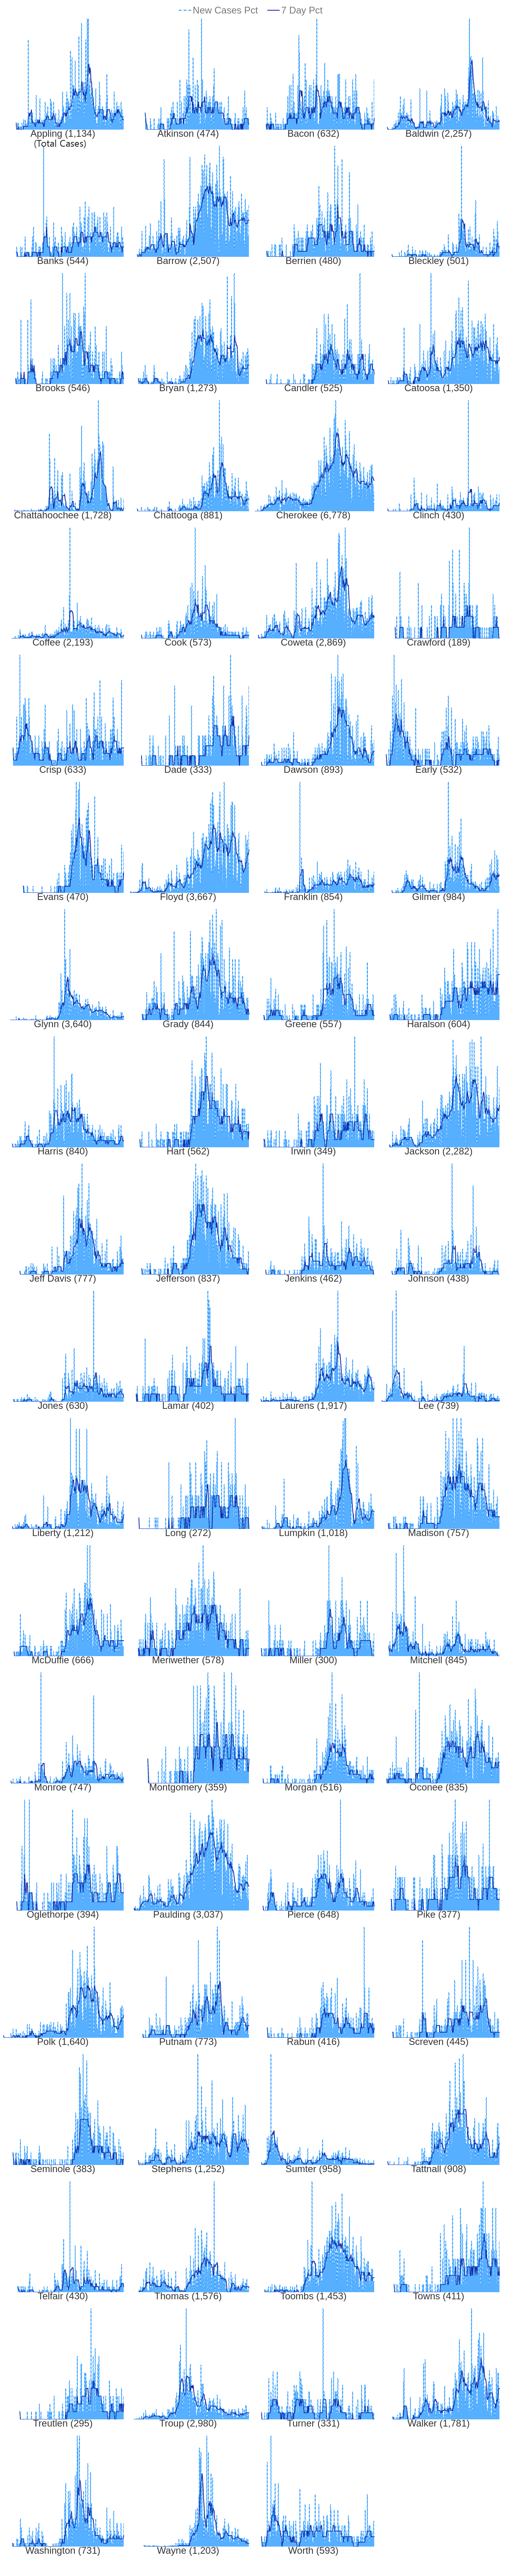 New Cases Pct 7 Day Pct
Appling (1,134) Atkinson (474) Bacon (632) Baldwin (2,257)
(Total Cases)
Banks (544) Barrow (2,507) Berrien (480) Bleckley (501)
Brooks (546) Bryan (1,273) Candler (525) Catoosa (1,350)
Chattahoochee (1,728) Chattooga (881) Cherokee (6,778) Clinch (430)
Coffee (2,193) Cook (573) Coweta (2,869) Crawford (189)
Crisp (633) Dade (333) Dawson (893) Early (532)
Evans (470) Floyd (3,667) Franklin (854) Gilmer (984)
Glynn (3,640) Grady (844) Greene (557) Haralson (604)
Harris (840) Hart (562) Irwin (349) Jackson (2,282)
Jeff Davis (777) Jefferson (837) Jenkins (462) Johnson (438)
Jones (630) Lamar (402) Laurens (1,917) Lee (739)
Liberty (1,212) Long (272) Lumpkin (1,018) Madison (757)
McDuffie (666) Meriwether (578) Miller (300) Mitchell (845)
Monroe (747) Montgomery (359) Morgan (516) Oconee (835)
Oglethorpe (394) Paulding (3,037) Pierce (648) Pike (377)
Polk (1,640) Putnam (773) Rabun (416) Screven (445)
Seminole (383) Stephens (1,252) Sumter (958) Tattnall (908)
Telfair (430) Thomas (1,576) Toombs (1,453) Towns (411)
Treutlen (295) Troup (2,980) Turner (331) Walker (1,781)
Washington (731) Wayne (1,203) Worth (593)